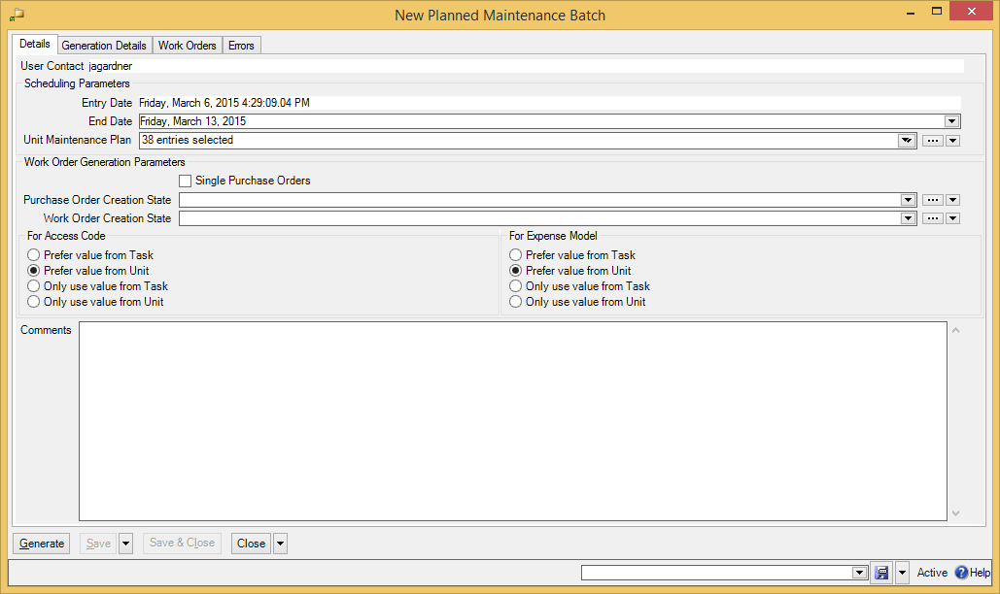 New Planned Maintenance Batch
Details Generation Details Work Orders Errors
User Contact jagardner
Scheduling Parameters
Entry Date Friday, March 6, 2015 4:29:09.04 PM
End Date Friday, March 13, 2015
Unit Maintenance Plan 38 entries selected
Work Order Generation Parameters
Single Purchase Orders
Purchase Order Creation State
Work Order Creation State
For Access Code For Expense Model
Prefer value from Task Prefer value from Task
Prefer value from Unit Prefer value from Unit
Only use value from Task Only use value from Task
Only use value from Unit Only use value from Unit
Comments
Generate Save Save & Close Close
Active Help